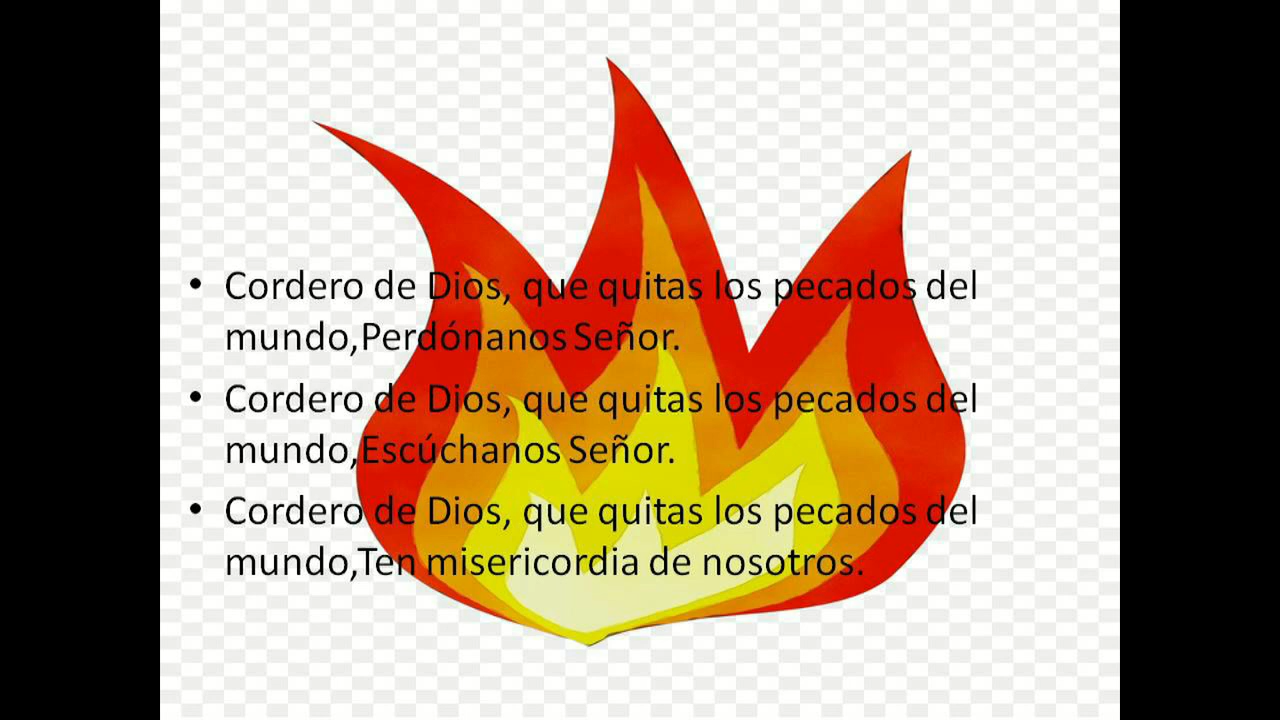 • Cordero de Dios, que quitas los pecados del
mundo,Perdónanos Señor.
• Cordero de Dios, que quitas los pecados del
mundo,Escúchanos Señor.
• Cordero de Dios, que quitas los pecados del
mundo,Ten misericordia de nosotros.